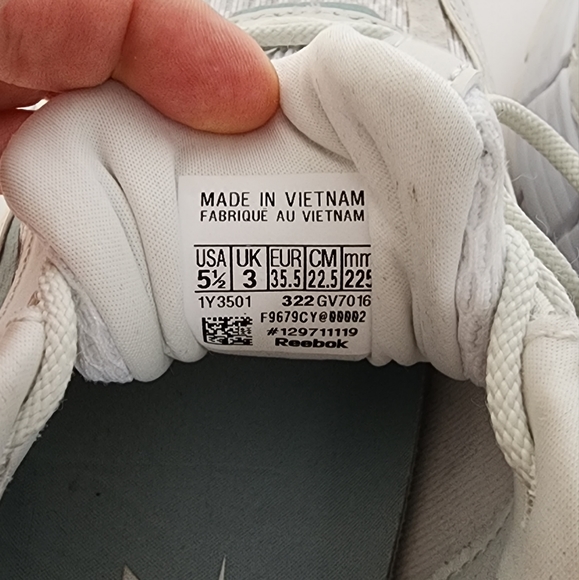 MADE IN VIETNAM
FABRIQUÉ AU VIETNAM
USA UK EUR CM mm
5½ 3 35.5 22.5 225
1Y3501 322 GV7016
F9679CY@00002
#129711119
Reebok